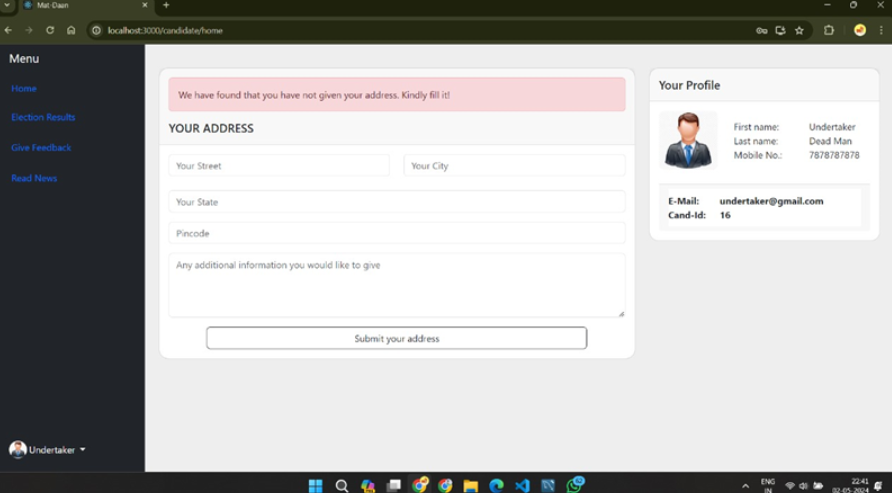 Mat-Daan
localhost:3000/candidate/home
Menu
Home
Election Results
Give Feedback
Read News
Undertaker
We have found that you have not given your address. Kindly fill it!
YOUR ADDRESS
Your Street Your City
Your State
Pincode
Any additional information you would like to give
Submit your address
Your Profile
First name: Undertaker
Last name: Dead Man
Mobile No.: 7878787878
E-Mail: undertaker@gmail.com
Cand-Id: 16
ENG
IN
22:41
02-05-2024